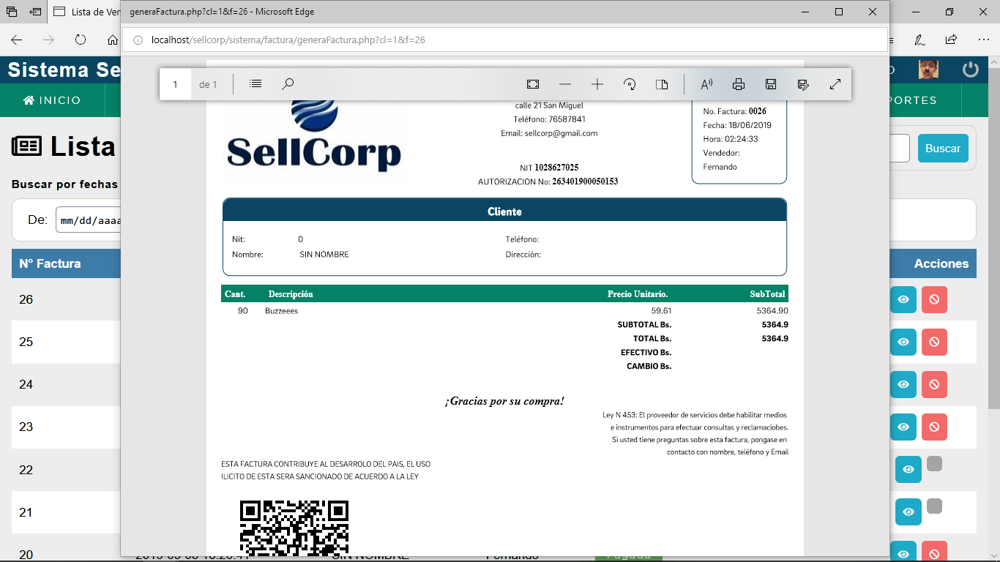 Lista de Ver
generaFactura.php?cl=1&f=26 - Microsoft Edge
localhost/sellcorp/sistema/factura/generaFactura.php?cl=1&f=26
Sistema Se
INICIO
PORTES
1 de 1
calle 21 San Miguel
Teléfono: 76587841
Email: sellcorp@gmail.com
SellCorp
NIT 1028627025
AUTORIZACION No: 263401900050153
No. Factura: 0026
Fecha: 18/06/2019
Hora: 02:24:33
Vendedor:
Fernando
Lista
Buscar
Buscar por fechas
De: mm/dd/aaaa
Cliente
Nit: 0 Teléfono:
Nombre: SIN NOMBRE Dirección:
Nº Factura Acciones
Cant. Descripción Precio Unitario. SubTotal
90 Buzzeees 59.61 5364.90
SUBTOTAL Bs. 5364.9
TOTAL Bs. 5364.9
EFECTIVO Bs.
CAMBIO Bs.
¡Gracias por su compra!
Ley N 453: El proveedor de servicios debe habilitar medios
e instrumentos para efectuar consultas y reclamaciobes.
Si usted tiene preguntas sobre esta factura, pongase en
contacto con nombre, teléfono y Email
ESTA FACTURA CONTRIBUYE AL DESARROLO DEL PAIS, EL USO
ILICITO DE ESTA SERA SANCIONADO DE ACUERDO A LA LEY
26
25
24
23
22
21
20 SIN NOMBRE Fernando Pagada